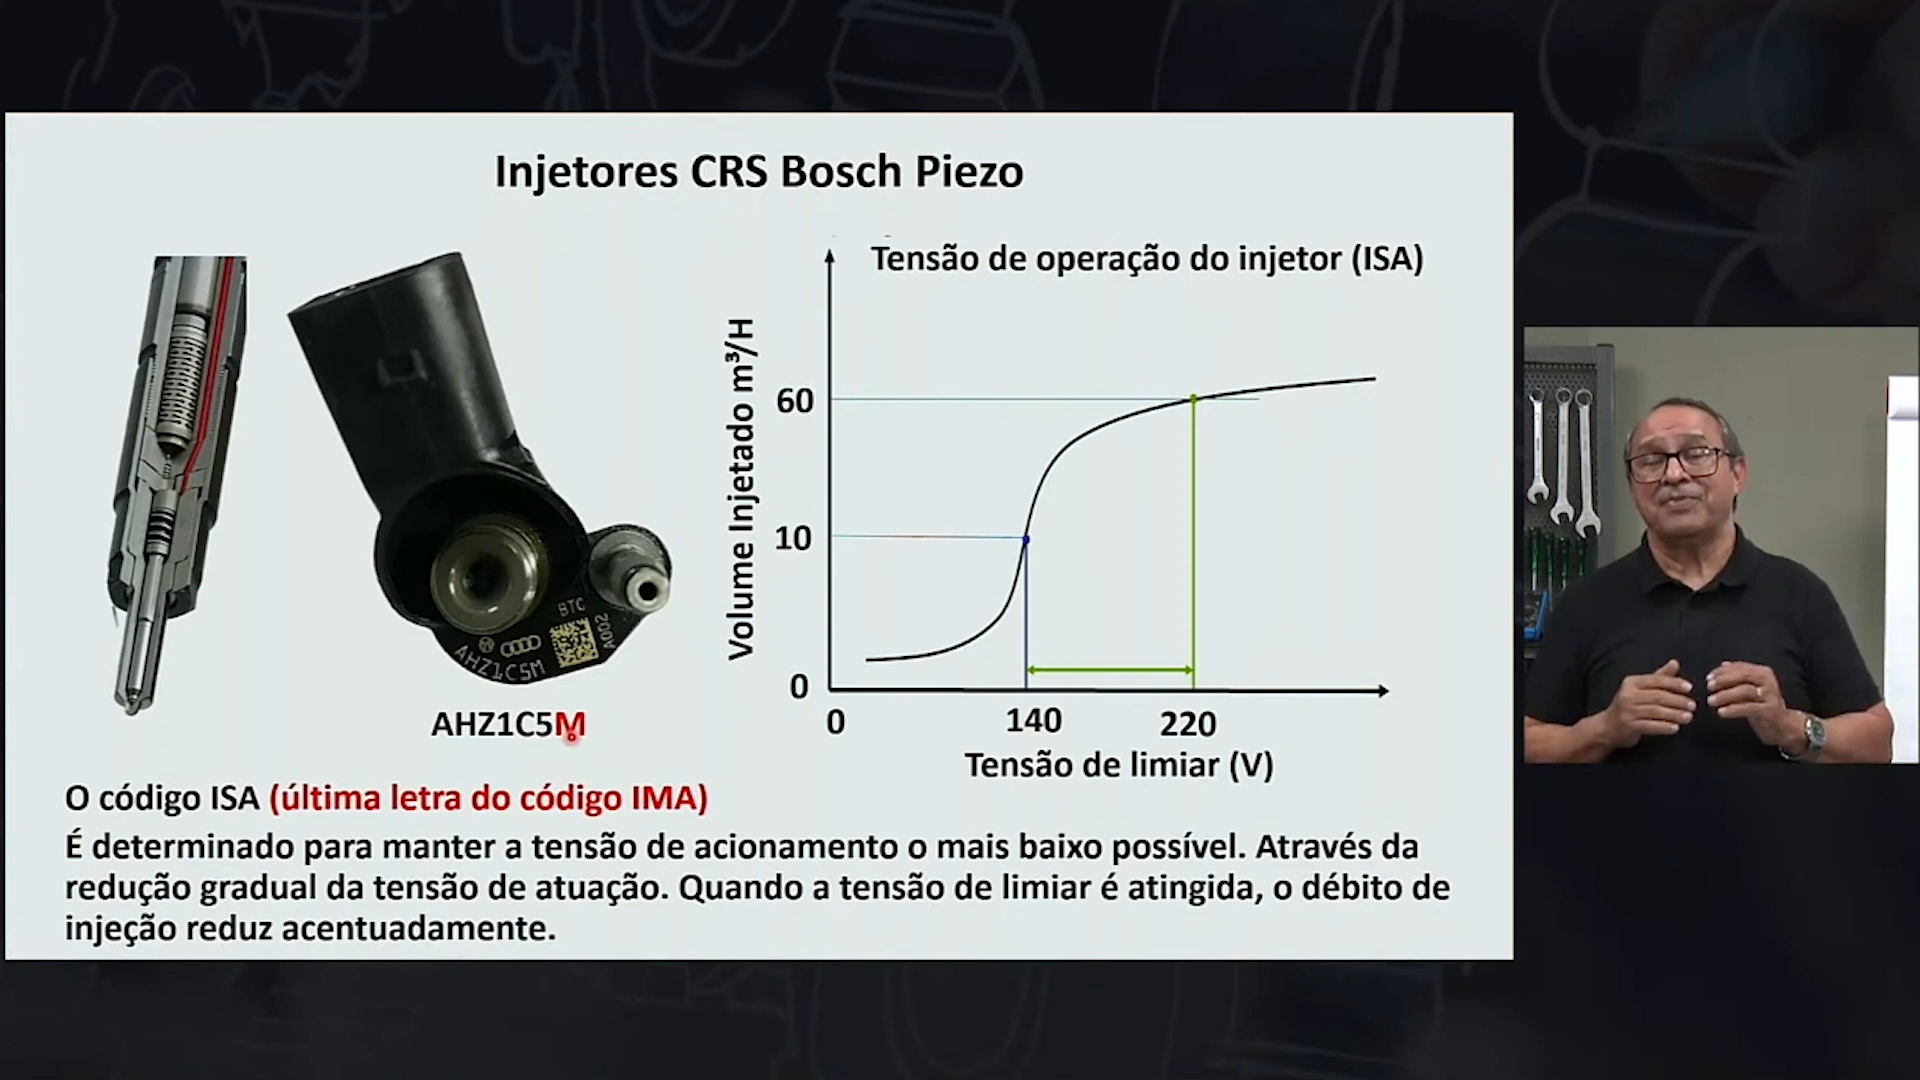 Injetores CRS Bosch Piezo
BTC
A002
AHZ1C5M
AHZ1C5M
Tensão de operação do injetor (ISA)
Volume Injetado m³/H
60
10
0
0
140
220
Tensão de limiar (V)
O código ISA (última letra do código IMA)
É determinado para manter a tensão de acionamento o mais baixo possível. Através da
redução gradual da tensão de atuação. Quando a tensão de limiar é atingida, o débito de
injeção reduz acentuadamente.